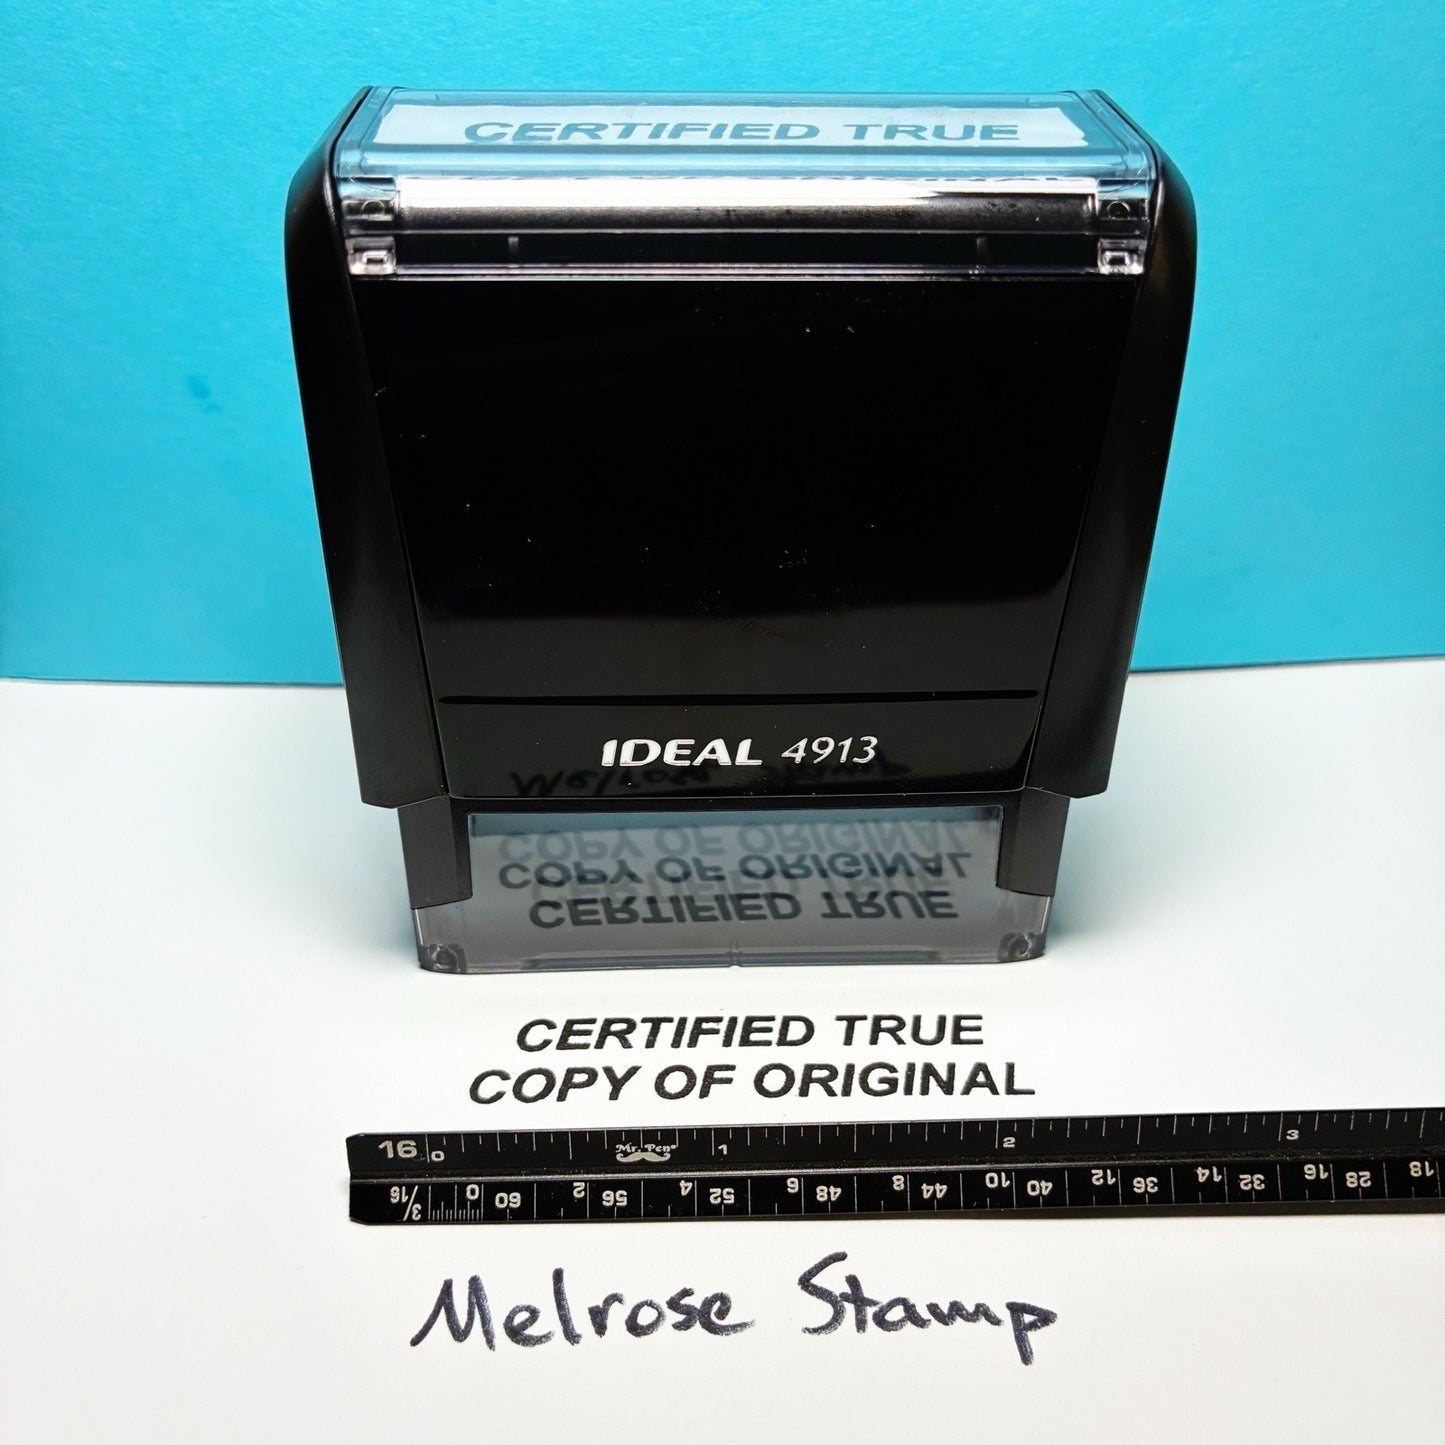 CERTIFIED TRUE
IDEAL 4913
COPY OF ORIGINAL
CERTIFIED TRUE
CERTIFIED TRUE
COPY OF ORIGINAL
16 0 Mr. Pen® 1 2 3
3/16 0 60 2 56 4 52 6 48 8 44 10 40 12 36 14 32 16 28 18
Melrose Stamp